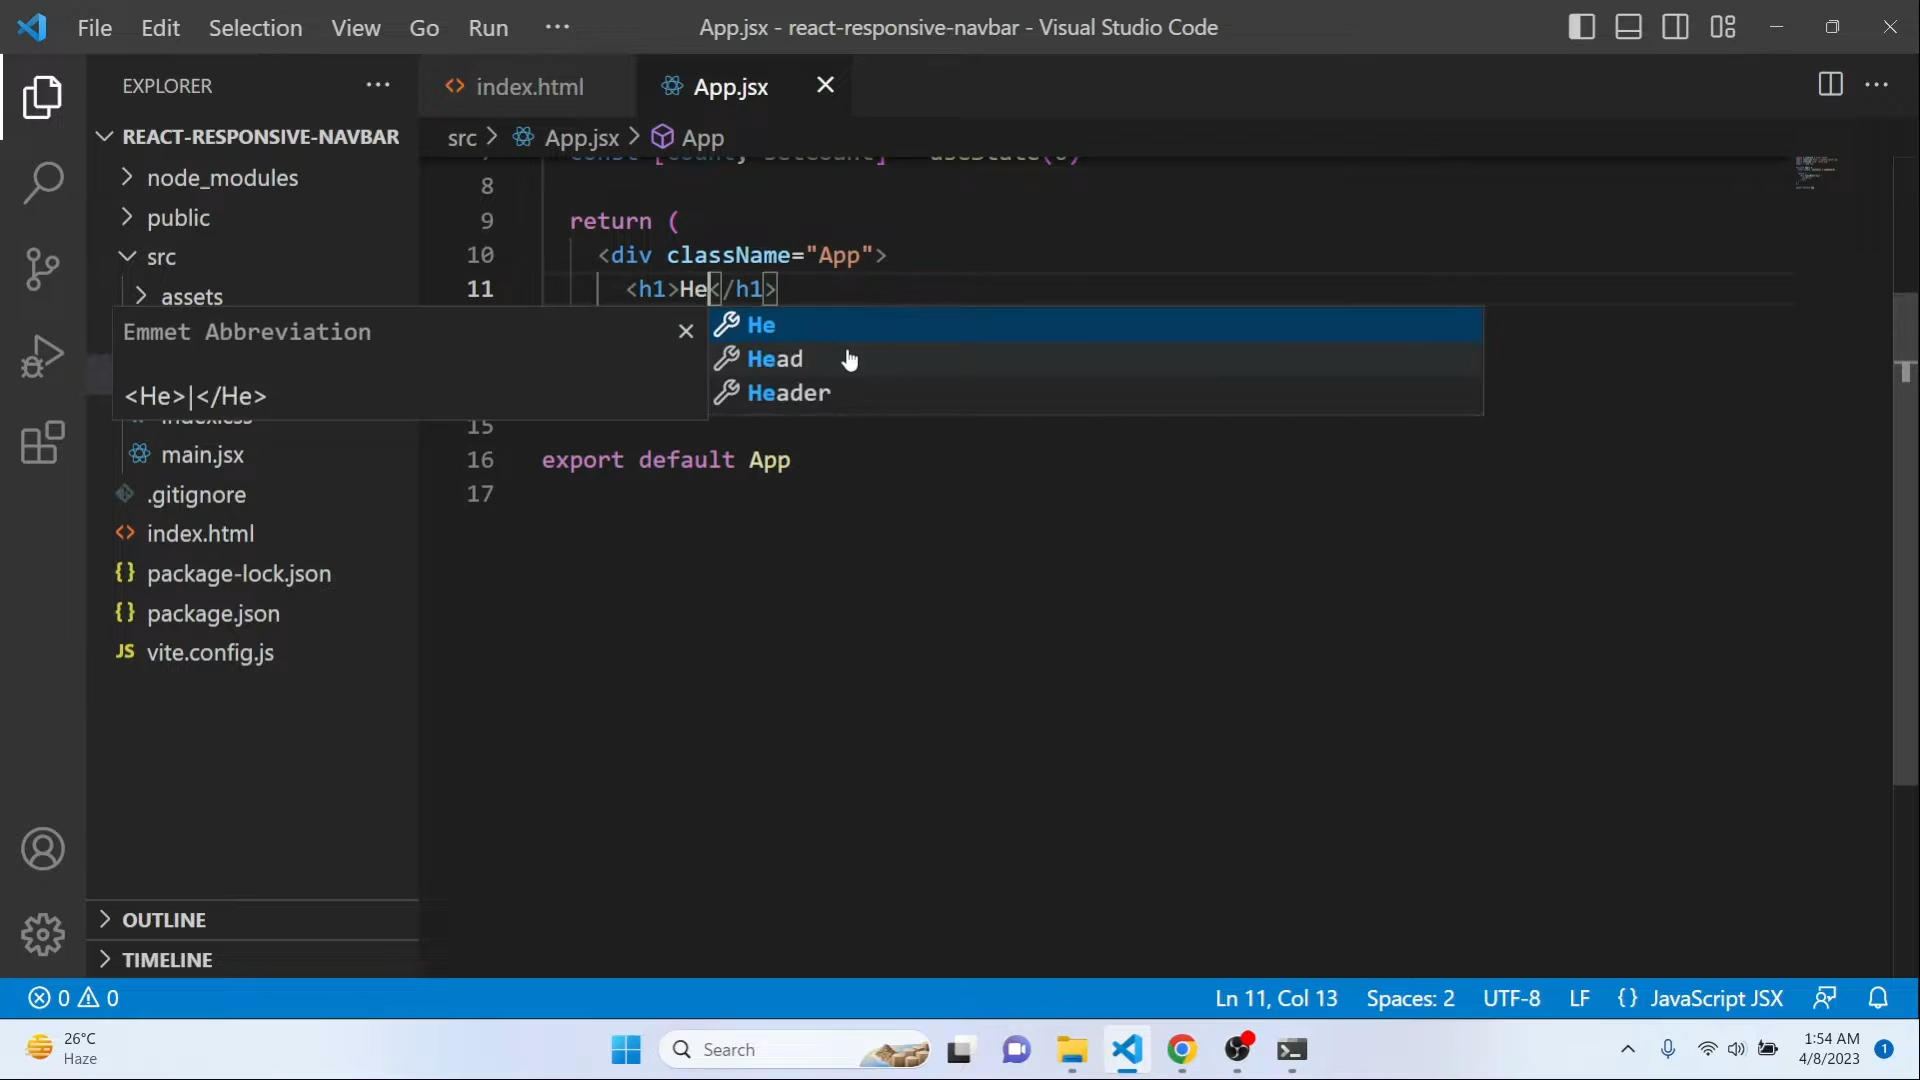 File Edit Selection View Go Run ··· App.jsx - react-responsive-navbar - Visual Studio Code
EXPLORER ···
index.html App.jsx
REACT-RESPONSIVE-NAVBAR
src > App.jsx > App
node_modules
public
src
assets
main.jsx
.gitignore
index.html
package-lock.json
package.json
vite.config.js
8
9 return (
10 <div className="App">
11 <h1>He</h1>
Emmet Abbreviation
<He>|</He>
He
Head
Header
15
16 export default App
17
OUTLINE
TIMELINE
0 0
Ln 11, Col 13 Spaces: 2 UTF-8 LF {} JavaScript JSX
26°C
Haze
Search
1:54 AM
4/8/2023
1